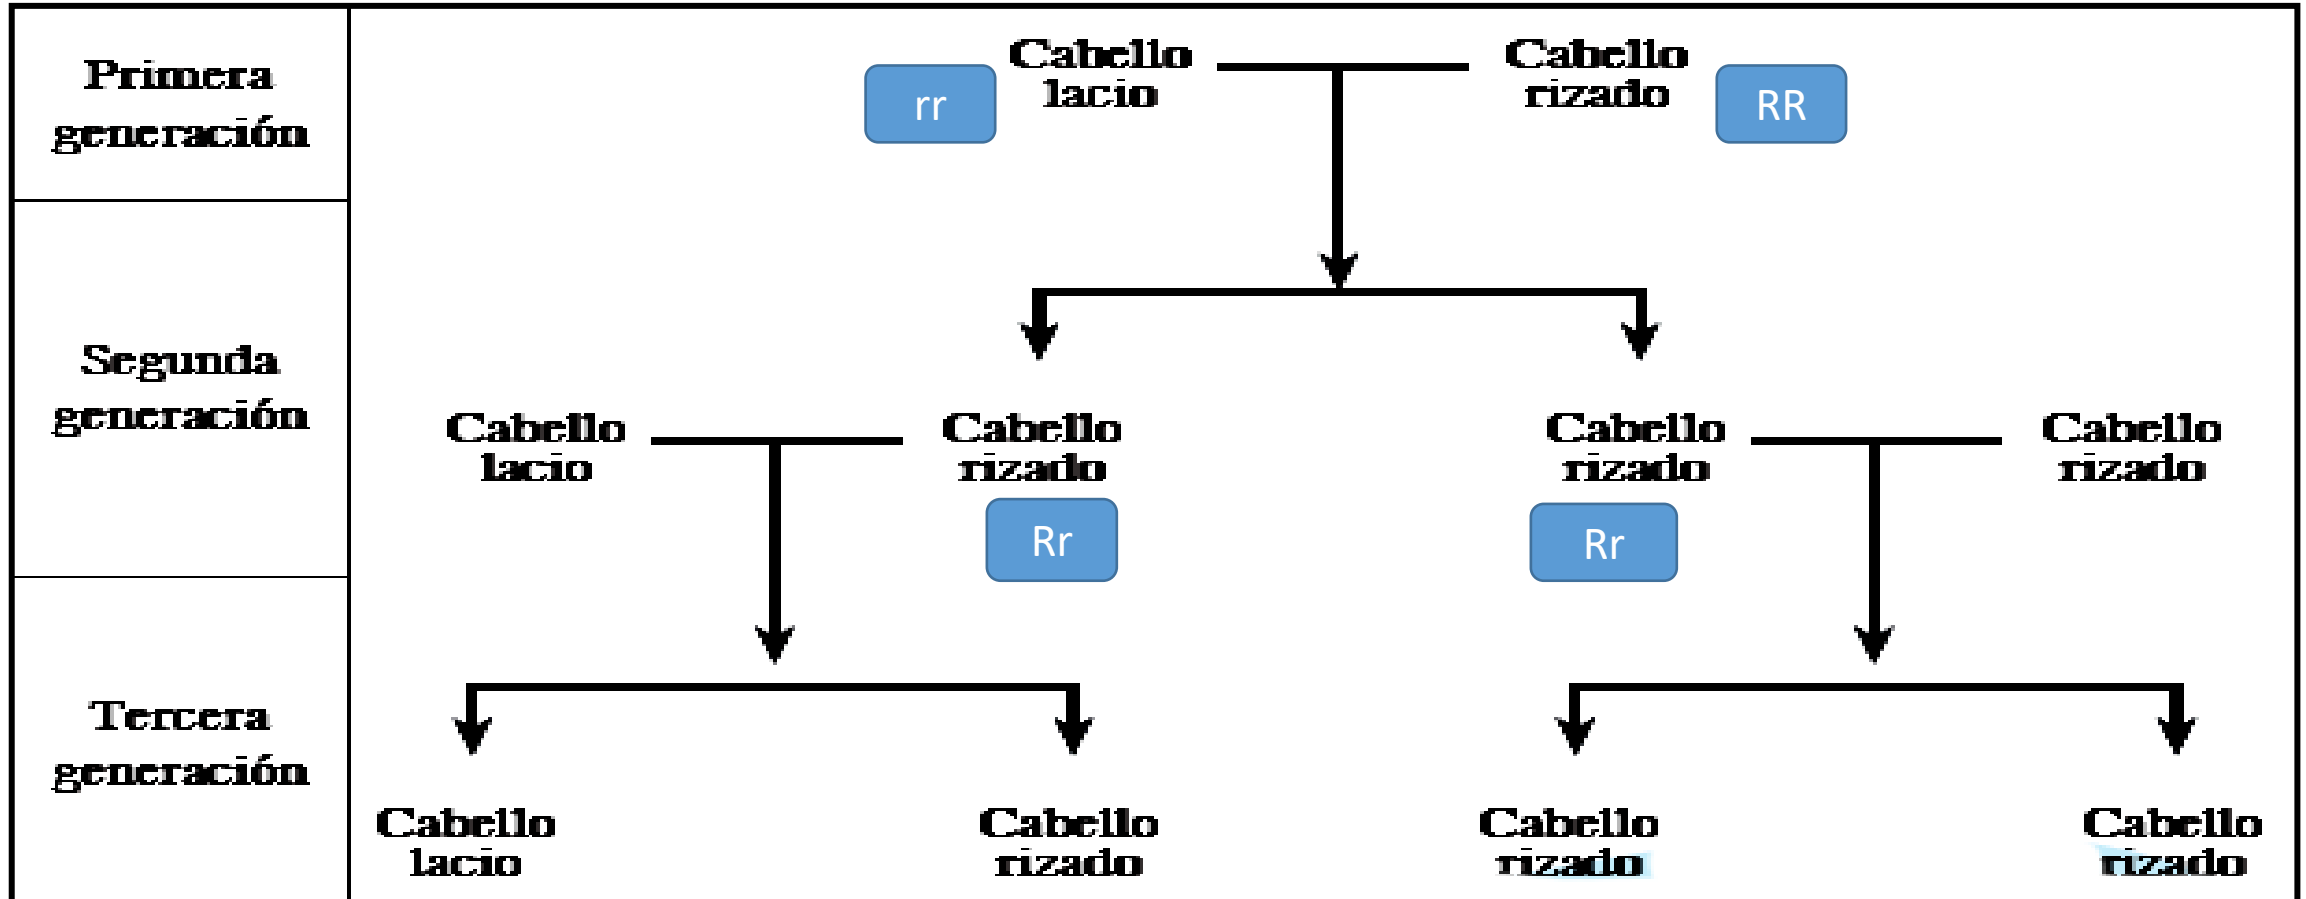 Primera
generación
rr
Cabello
lacio
Cabello
rizado
RR
Segunda
generación
Cabello
lacio
Cabello
rizado
Rr
Cabello
rizado
Rr
Cabello
rizado
Tercera
generación
Cabello
lacio
Cabello
rizado
Cabello
rizado
Cabello
rizado